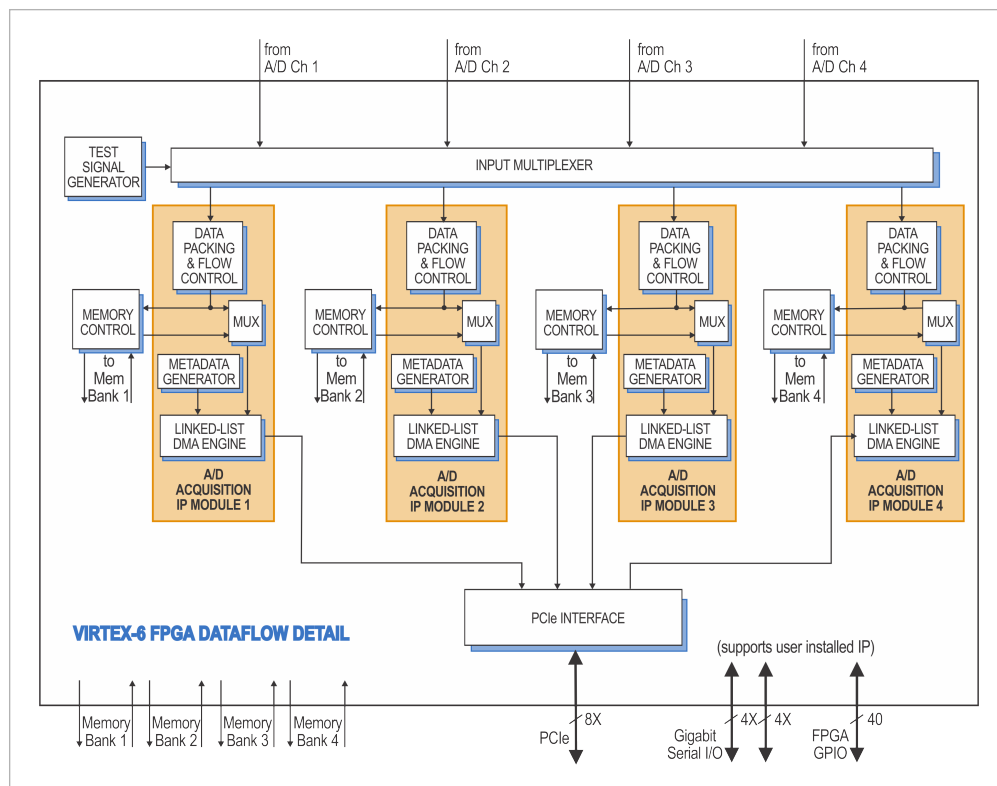 from
A/D Ch 1
from
A/D Ch 2
from
A/D Ch 3
from
A/D Ch 4
TEST
SIGNAL
GENERATOR
INPUT MULTIPLEXER
DATA
PACKING
& FLOW
CONTROL
MEMORY
CONTROL
MUX
to
Mem
Bank 1
METADATA
GENERATOR
LINKED-LIST
DMA ENGINE
A/D
ACQUISITION
IP MODULE 1
DATA
PACKING
& FLOW
CONTROL
MEMORY
CONTROL
MUX
to
Mem
Bank 2
METADATA
GENERATOR
LINKED-LIST
DMA ENGINE
A/D
ACQUISITION
IP MODULE 2
DATA
PACKING
& FLOW
CONTROL
MEMORY
CONTROL
MUX
to
Mem
Bank 3
METADATA
GENERATOR
LINKED-LIST
DMA ENGINE
A/D
ACQUISITION
IP MODULE 3
DATA
PACKING
& FLOW
CONTROL
MEMORY
CONTROL
MUX
to
Mem
Bank 4
METADATA
GENERATOR
LINKED-LIST
DMA ENGINE
A/D
ACQUISITION
IP MODULE 4
PCIe INTERFACE
VIRTEX-6 FPGA DATAFLOW DETAIL
(supports user installed IP)
Memory
Bank 1
Memory
Bank 2
Memory
Bank 3
Memory
Bank 4
8X
PCIe
4X
4X
Gigabit
Serial I/O
40
FPGA
GPIO